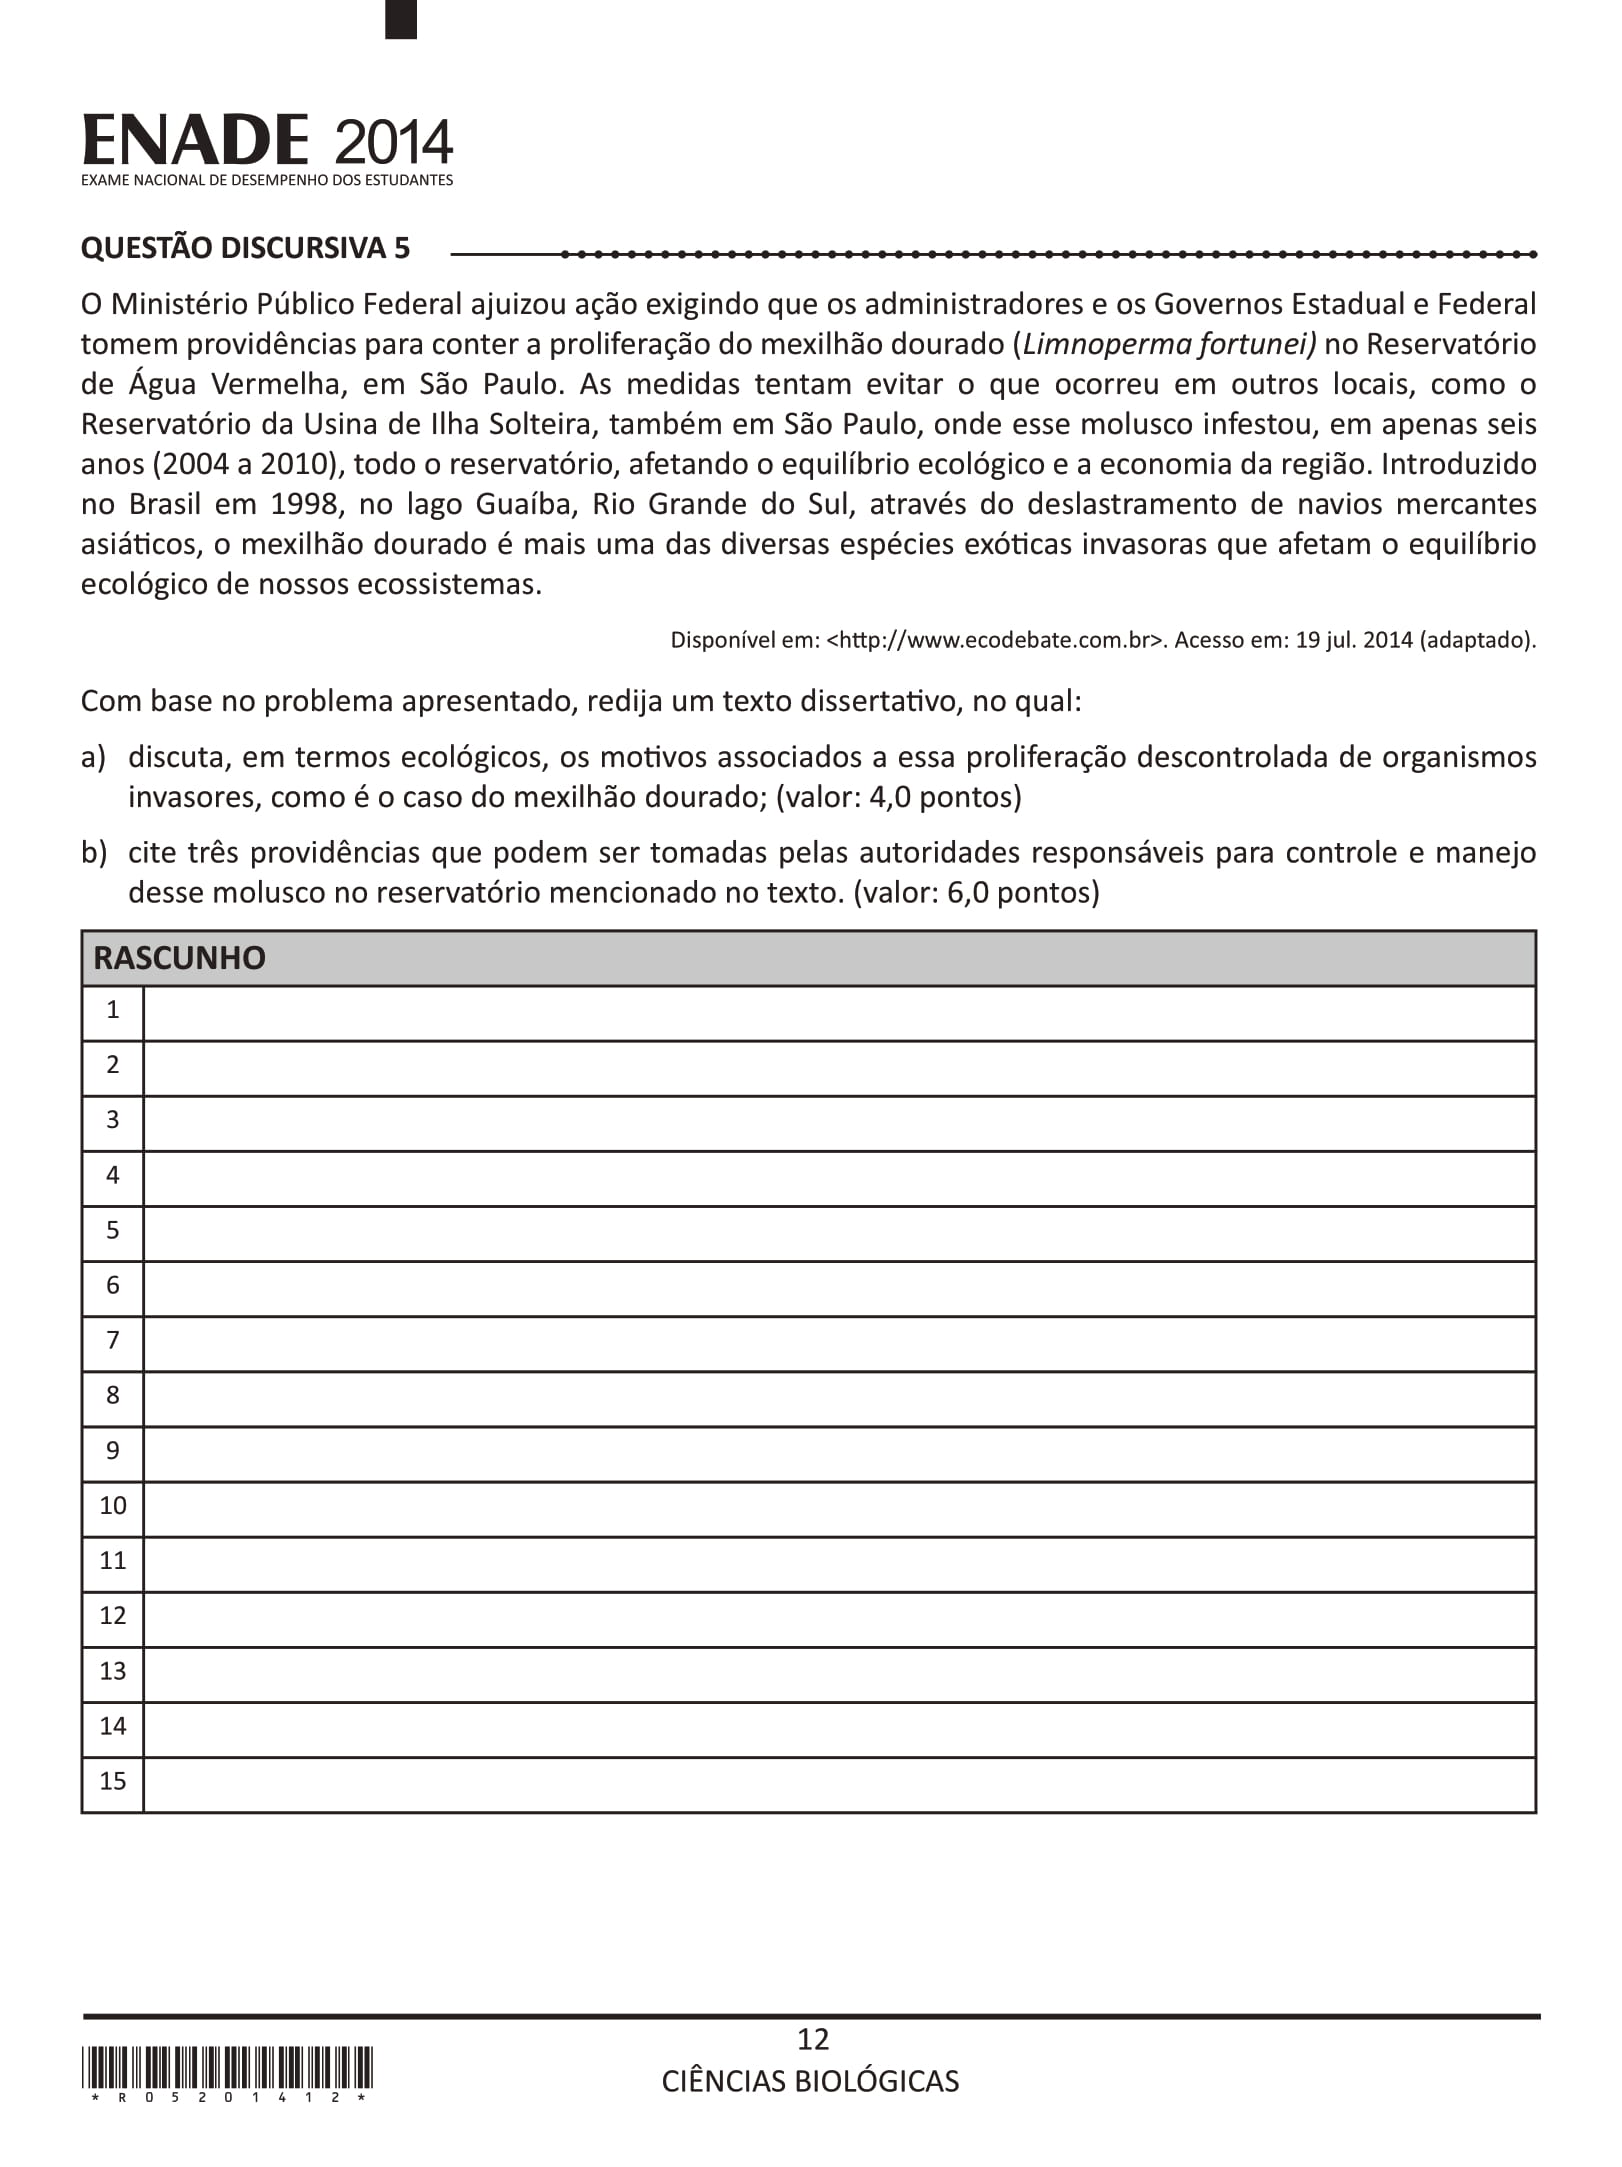 ENADE 2014
EXAME NACIONAL DE DESEMPENHO DOS ESTUDANTES
QUESTÃO DISCURSIVA 5
O Ministério Público Federal ajuizou ação exigindo que os administradores e os Governos Estadual e Federal
tomem providências para conter a proliferação do mexilhão dourado (Limnoperma fortunei) no Reservatório
de Água Vermelha, em São Paulo. As medidas tentam evitar o que ocorreu em outros locais, como o
Reservatório da Usina de Ilha Solteira, também em São Paulo, onde esse molusco infestou, em apenas seis
anos (2004 a 2010), todo o reservatório, afetando o equilíbrio ecológico e a economia da região. Introduzido
no Brasil em 1998, no lago Guaíba, Rio Grande do Sul, através do deslastramento de navios mercantes
asiáticos, o mexilhão dourado é mais uma das diversas espécies exóticas invasoras que afetam o equilíbrio
ecológico de nossos ecossistemas.
Disponível em: <http://www.ecodebate.com.br>. Acesso em: 19 jul. 2014 (adaptado).
Com base no problema apresentado, redija um texto dissertativo, no qual:
a) discuta, em termos ecológicos, os motivos associados a essa proliferação descontrolada de organismos
invasores, como é o caso do mexilhão dourado; (valor: 4,0 pontos)
b) cite três providências que podem ser tomadas pelas autoridades responsáveis para controle e manejo
desse molusco no reservatório mencionado no texto. (valor: 6,0 pontos)
RASCUNHO
1
2
3
4
5
6
7
8
9
10
11
12
13
14
15
12
CIÊNCIAS BIOLÓGICAS
* R 0 5 2 0 1 4 1 2 *